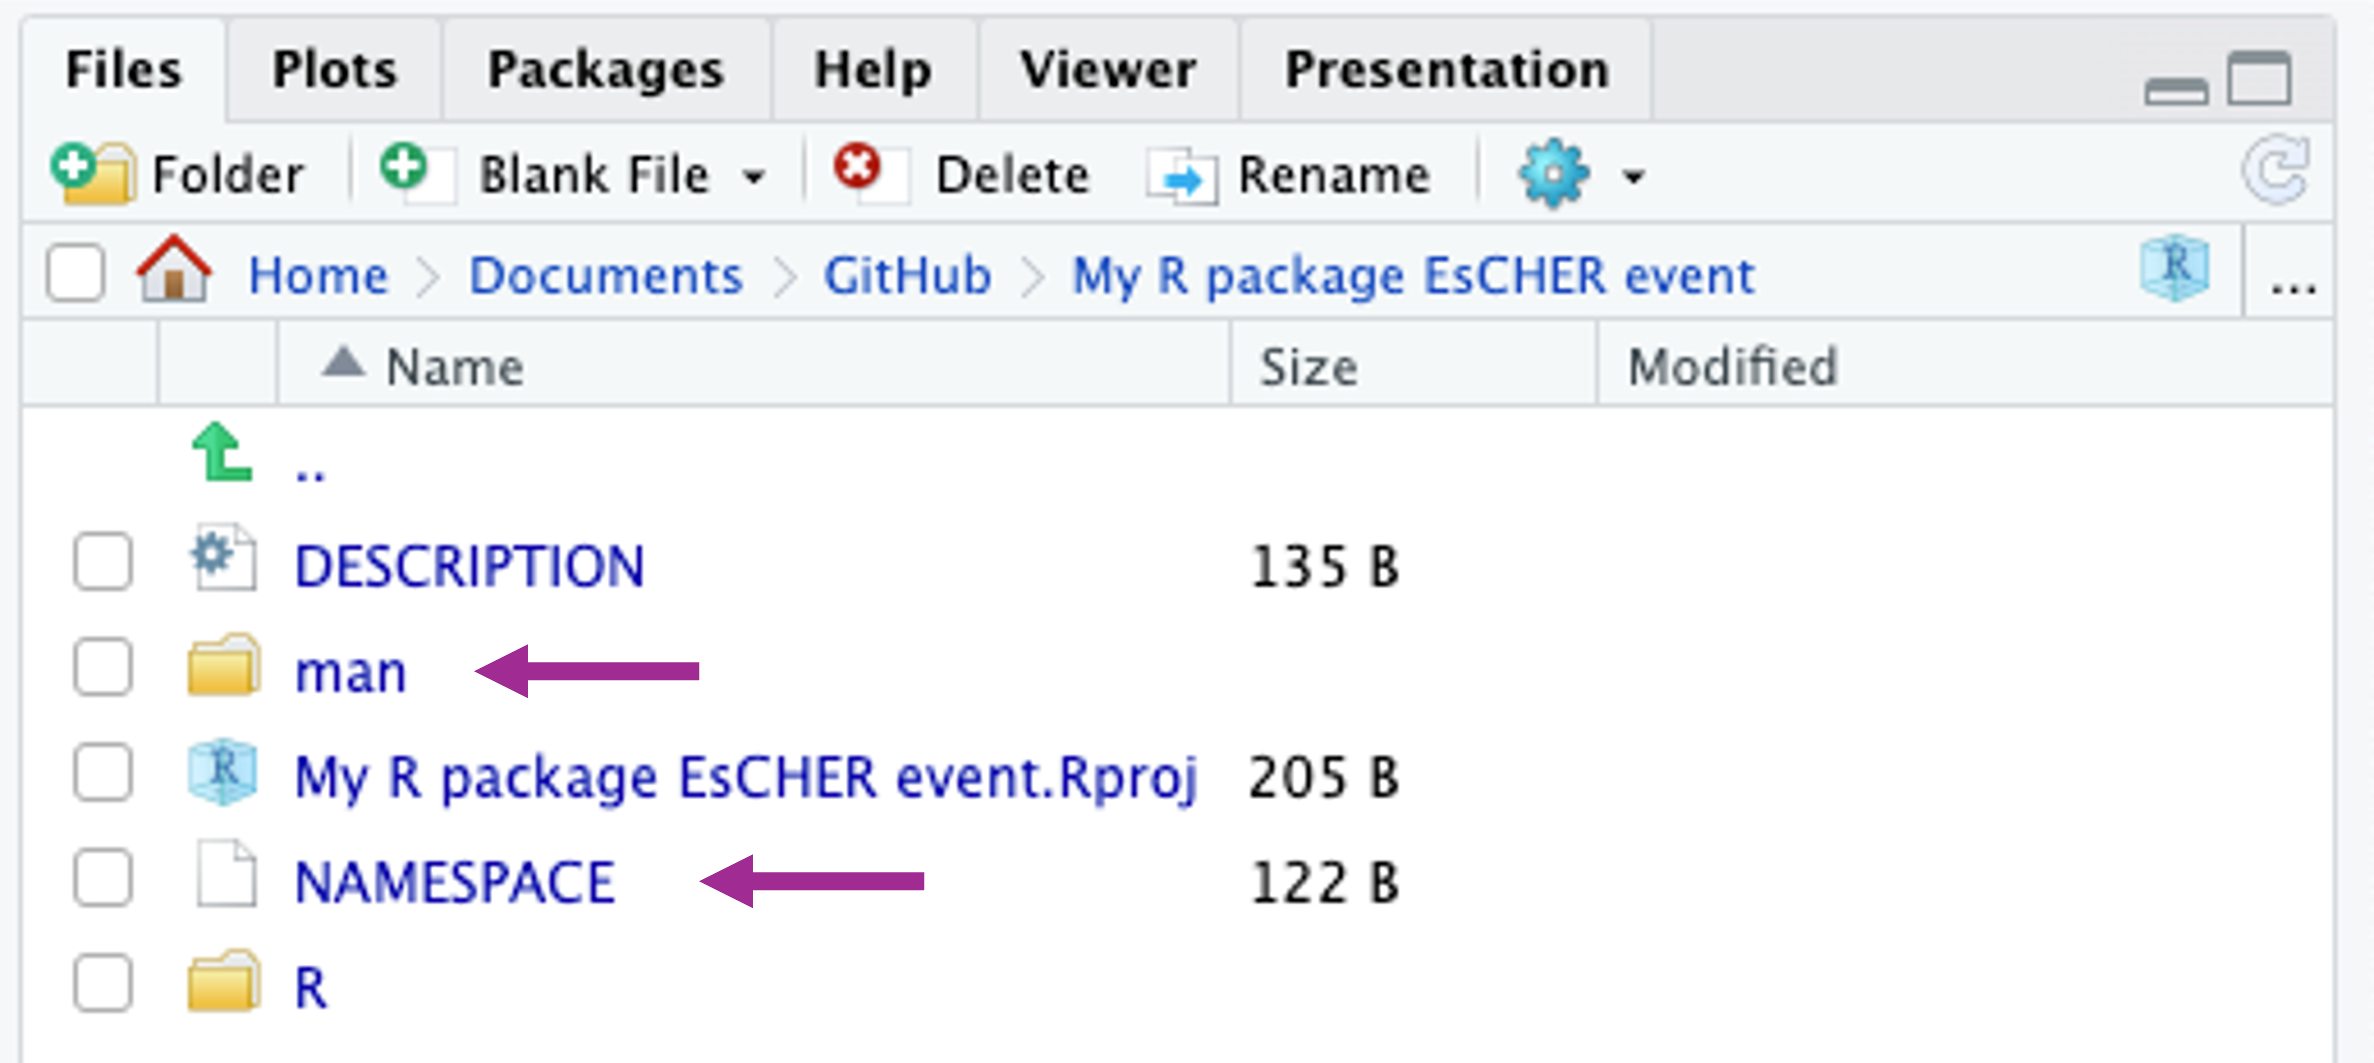 Files Plots Packages Help Viewer Presentation
Folder Blank File Delete Rename
Home Documents GitHub My R package EsCHER event R ...
Name Size Modified
..
DESCRIPTION 135 B
man
R My R package EsCHER event.Rproj 205 B
NAMESPACE 122 B
R